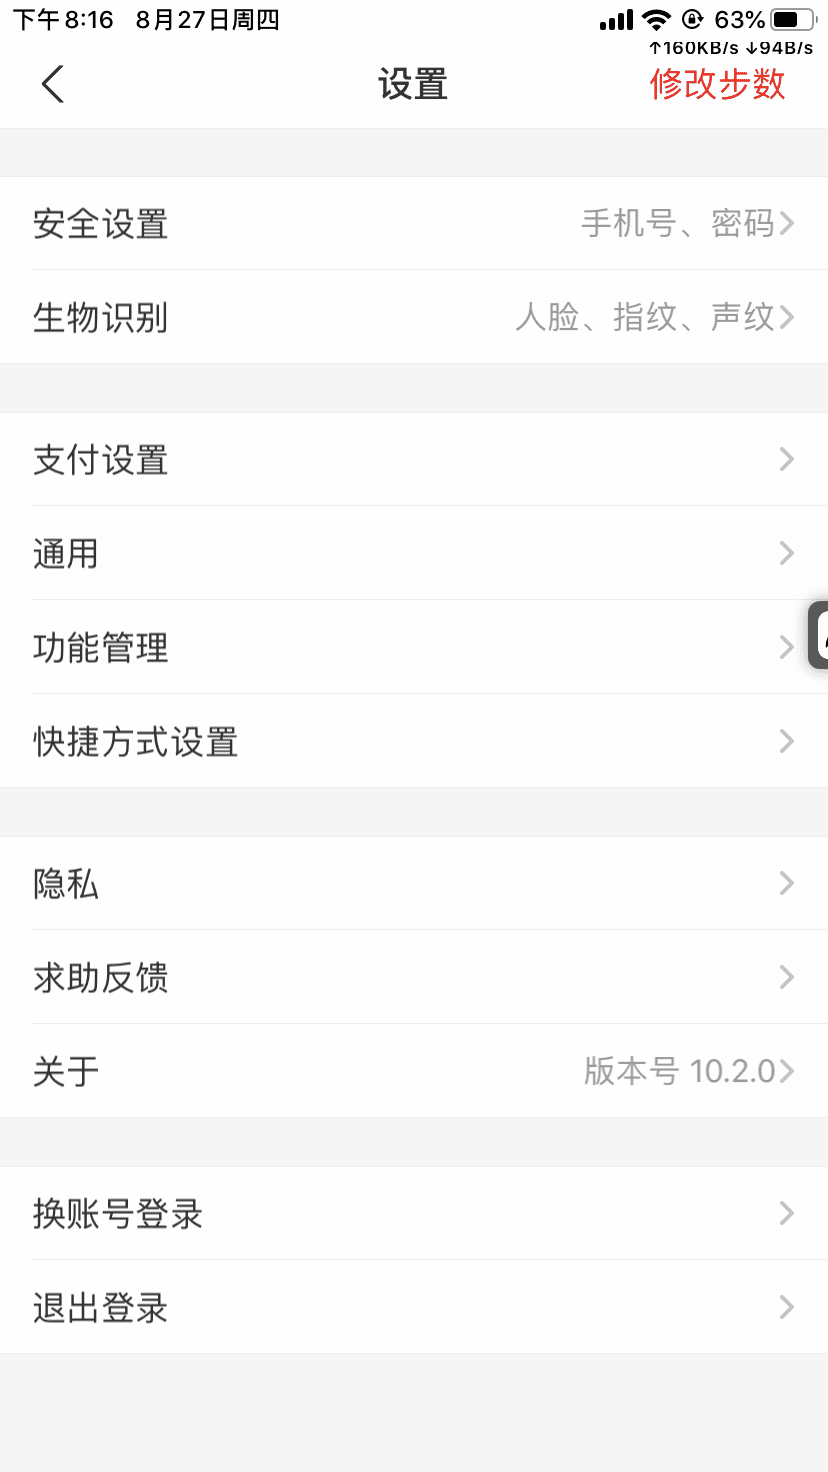 下午8:16 8月27日周四 63%
↑160KB/s ↓94B/s
设置 修改步数
安全设置 手机号、密码
生物识别 人脸、指纹、声纹
支付设置
通用
功能管理
快捷方式设置
隐私
求助反馈
关于 版本号 10.2.0
换账号登录
退出登录